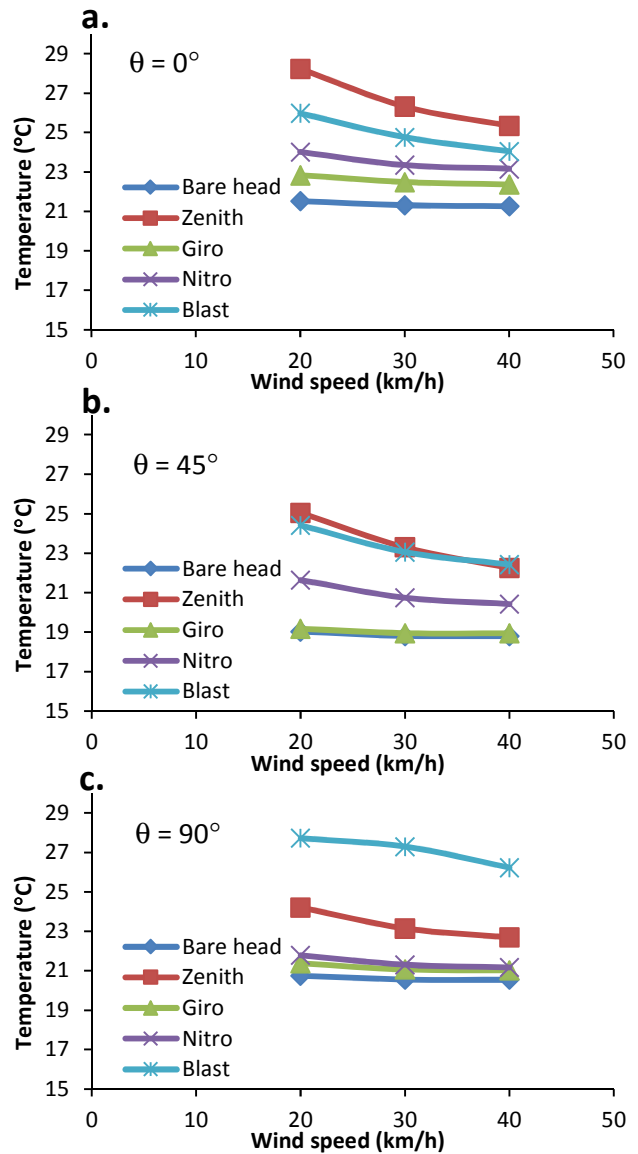 a.
θ = 0°
Temperature (°C)
29
27
25
23
21
19
17
15
Bare head
Zenith
Giro
Nitro
Blast
0 10 20 30 40 50
Wind speed (km/h)
b.
θ = 45°
Temperature (°C)
29
27
25
23
21
19
17
15
Bare head
Zenith
Giro
Nitro
Blast
0 10 20 30 40 50
Wind speed (km/h)
c.
θ = 90°
Temperature (°C)
29
27
25
23
21
19
17
15
Bare head
Zenith
Giro
Nitro
Blast
0 10 20 30 40 50
Wind speed (km/h)